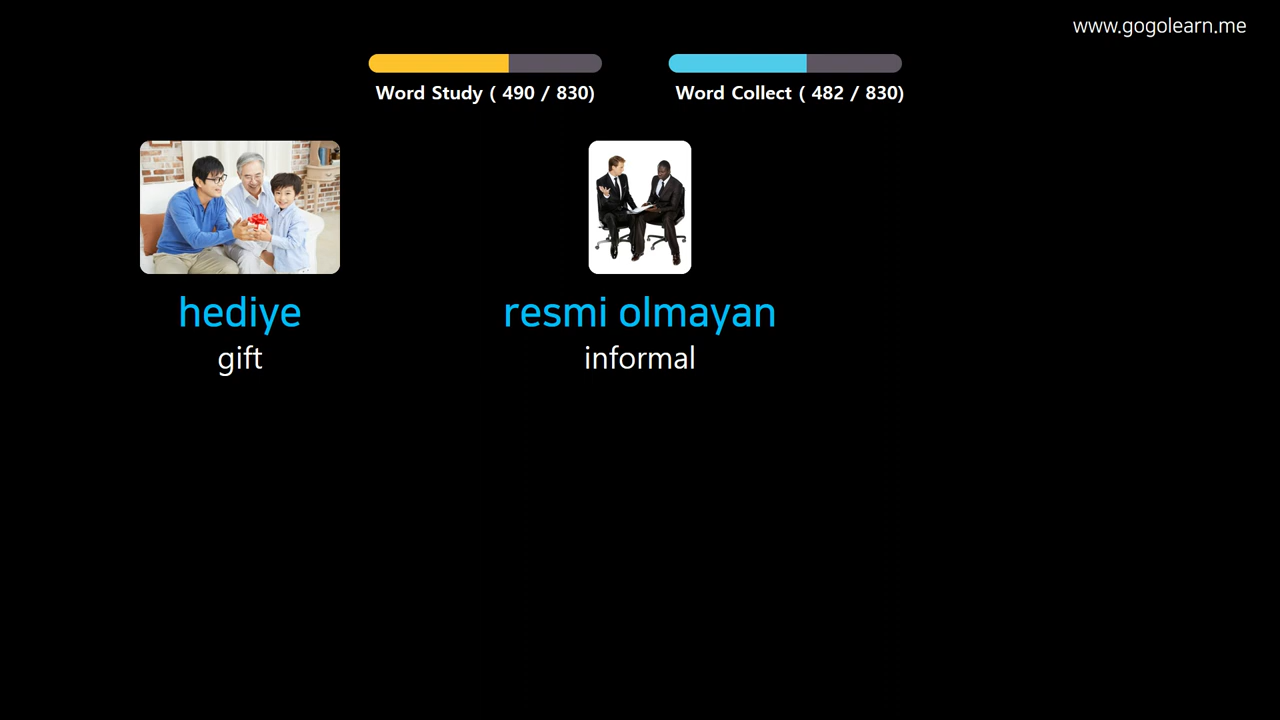 www.gogolearn.me
Word Study ( 490 / 830)
Word Collect ( 482 / 830)
hediye
gift
resmi olmayan
informal